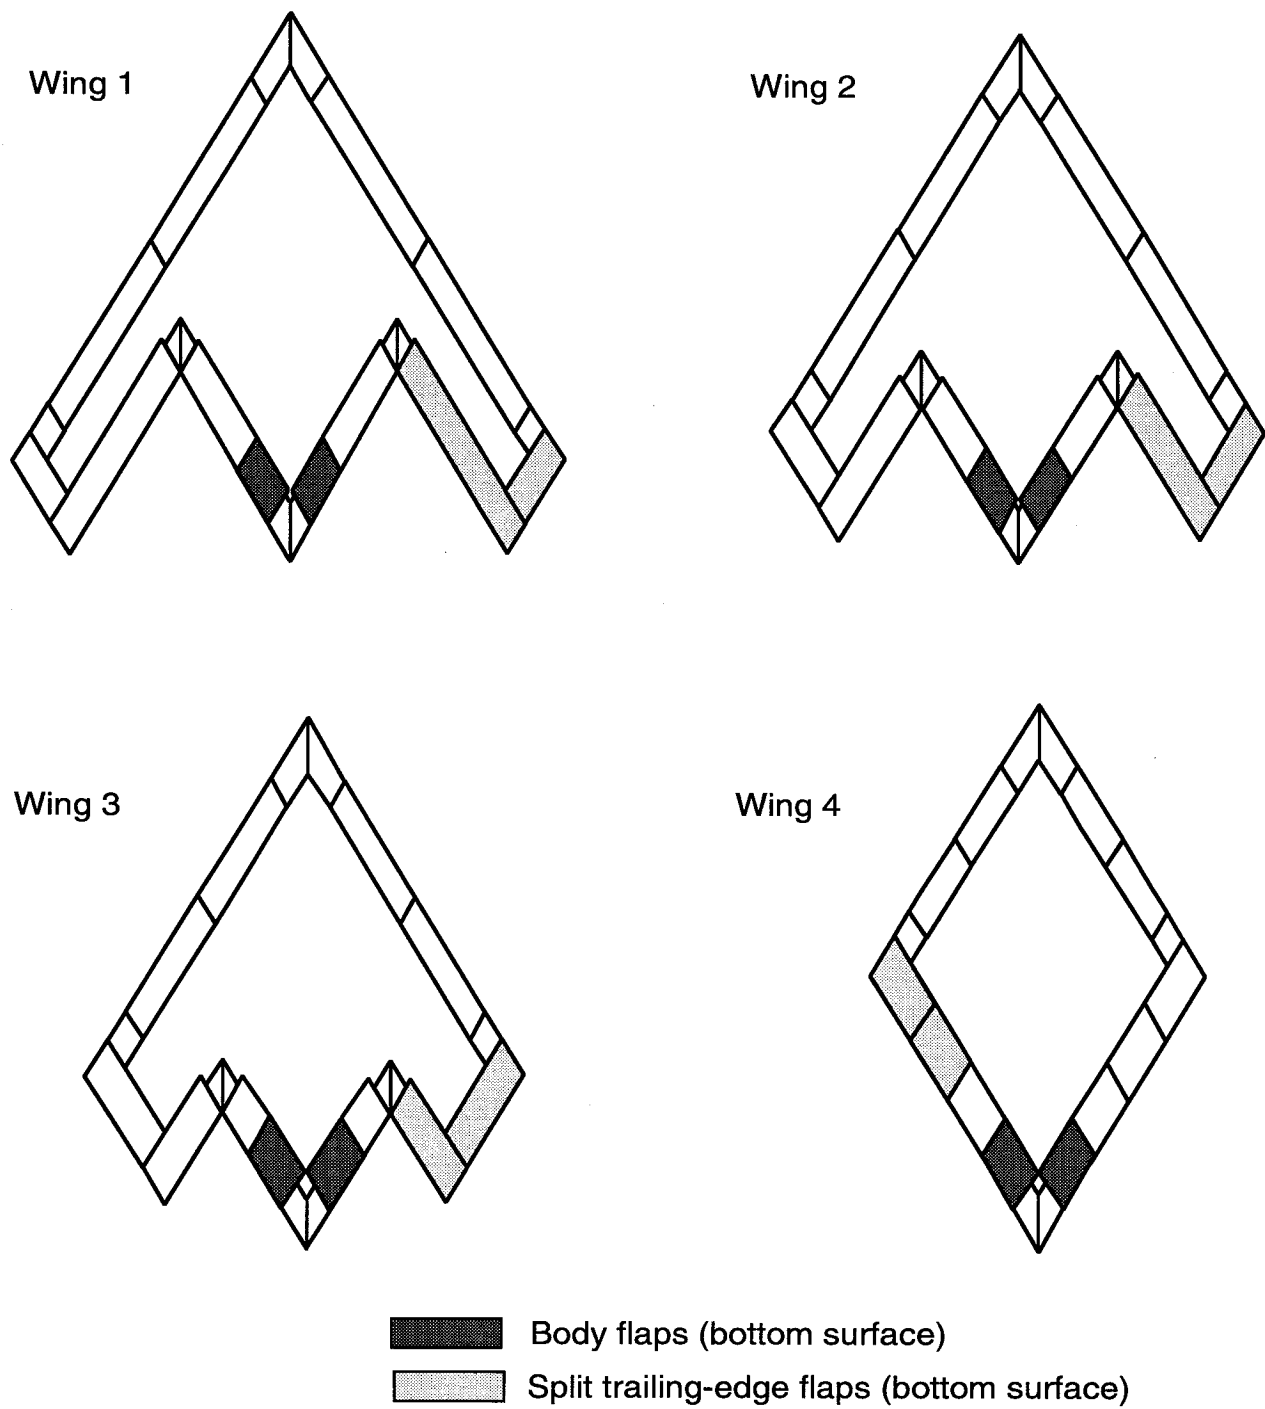 Wing 1
Wing 2
Wing 3
Wing 4
Body flaps (bottom surface)
Split trailing-edge flaps (bottom surface)